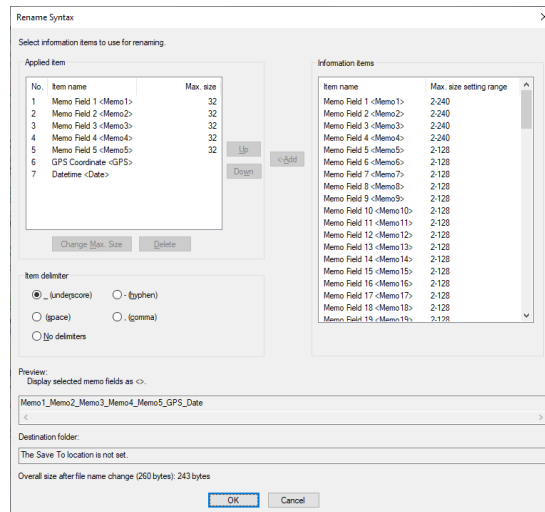 Rename Syntax
Select information items to use for renaming.
Applied item
No. Item name Max. size
1 Memo Field 1 <Memo1> 32
2 Memo Field 2 <Memo2> 32
3 Memo Field 3 <Memo3> 32
4 Memo Field 4 <Memo4> 32
5 Memo Field 5 <Memo5> 32
6 GPS Coordinate <GPS>
7 Datetime <Date>
Up
Down
<-Add
Change Max. Size Delete
Information items
Item name Max. size setting range
Memo Field 1 <Memo1> 2-240
Memo Field 2 <Memo2> 2-240
Memo Field 3 <Memo3> 2-240
Memo Field 4 <Memo4> 2-240
Memo Field 5 <Memo5> 2-128
Memo Field 6 <Memo6> 2-128
Memo Field 7 <Memo7> 2-128
Memo Field 8 <Memo8> 2-128
Memo Field 9 <Memo9> 2-128
Memo Field 10 <Memo10> 2-128
Memo Field 11 <Memo11> 2-128
Memo Field 12 <Memo12> 2-128
Memo Field 13 <Memo13> 2-128
Memo Field 14 <Memo14> 2-128
Memo Field 15 <Memo15> 2-128
Memo Field 16 <Memo16> 2-128
Memo Field 17 <Memo17> 2-128
Memo Field 18 <Memo18> 2-128
Memo Field 19 <Memo19> 2-128
Item delimiter
_ (underscore) - (hyphen)
(space) . (comma)
No delimiters
Preview:
Display selected memo fields as <>.
Memo1_Memo2_Memo3_Memo4_Memo5_GPS_Date
Destination folder:
The Save To location is not set.
Overall size after file name change (260 bytes): 243 bytes
OK Cancel